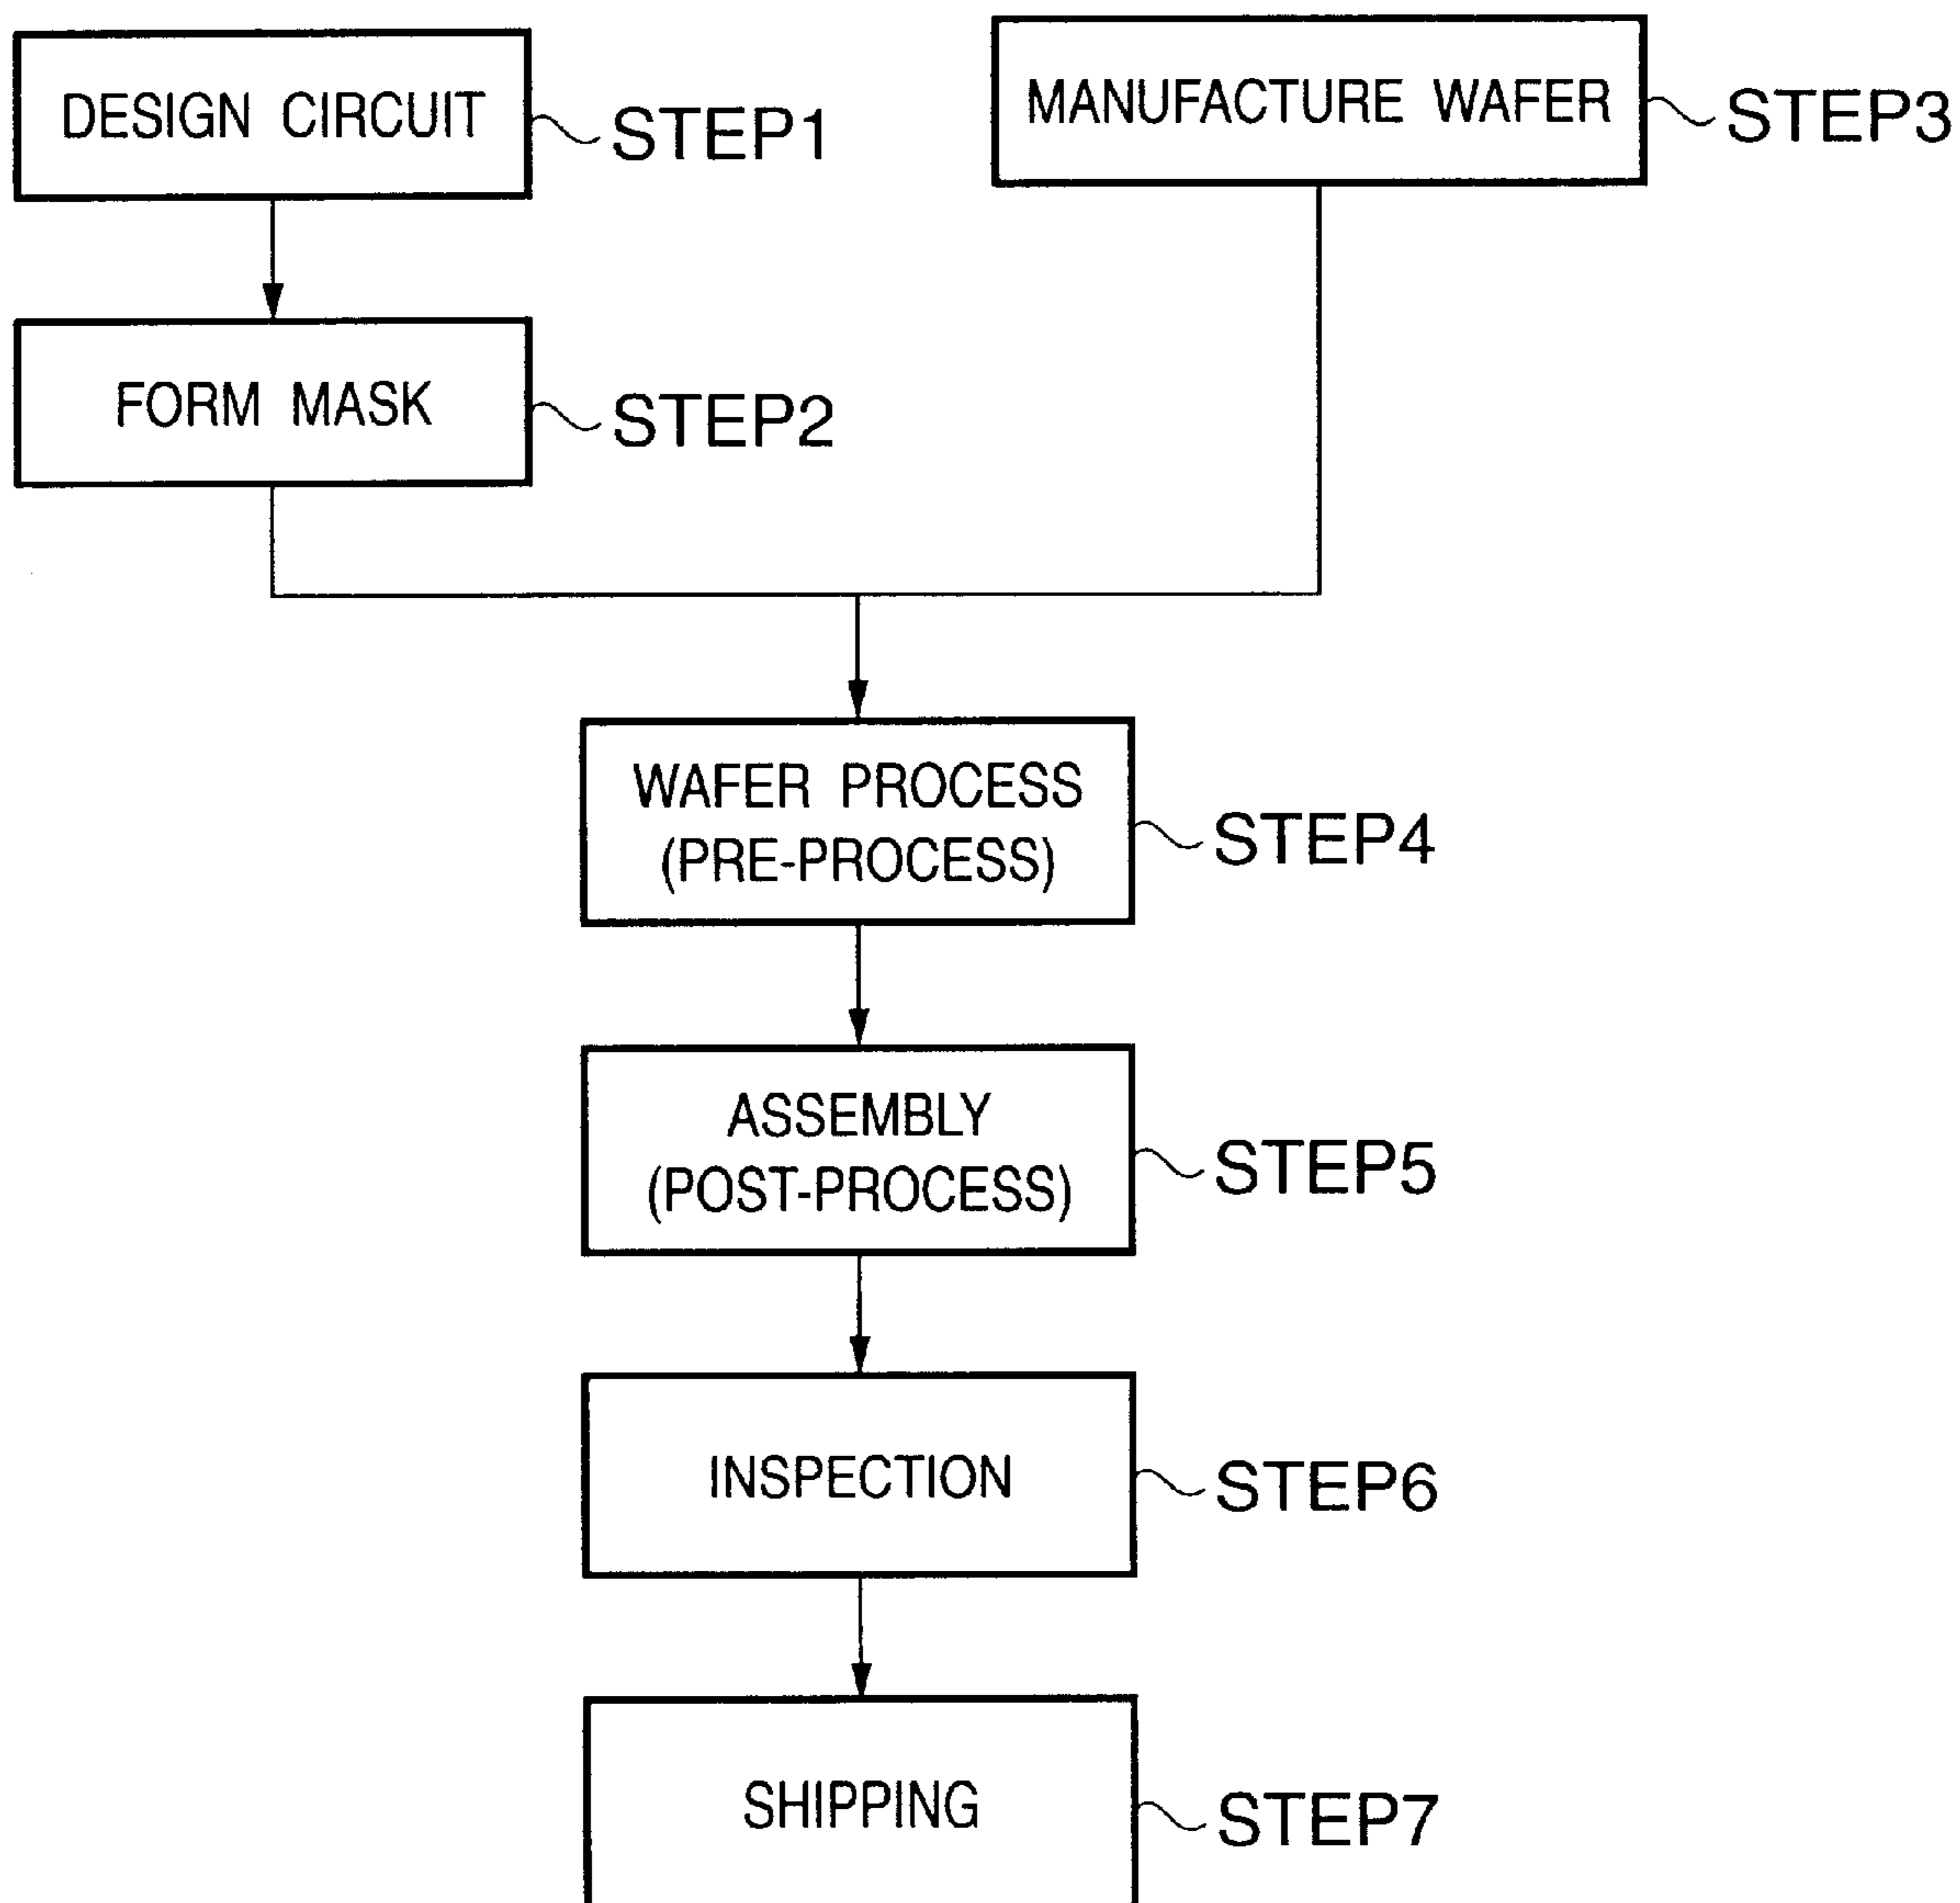 DESIGN CIRCUIT
STEP1
MANUFACTURE WAFER
STEP3
FORM MASK
STEP2
WAFER PROCESS
(PRE-PROCESS)
STEP4
ASSEMBLY
(POST-PROCESS)
STEP5
INSPECTION
STEP6
SHIPPING
STEP7